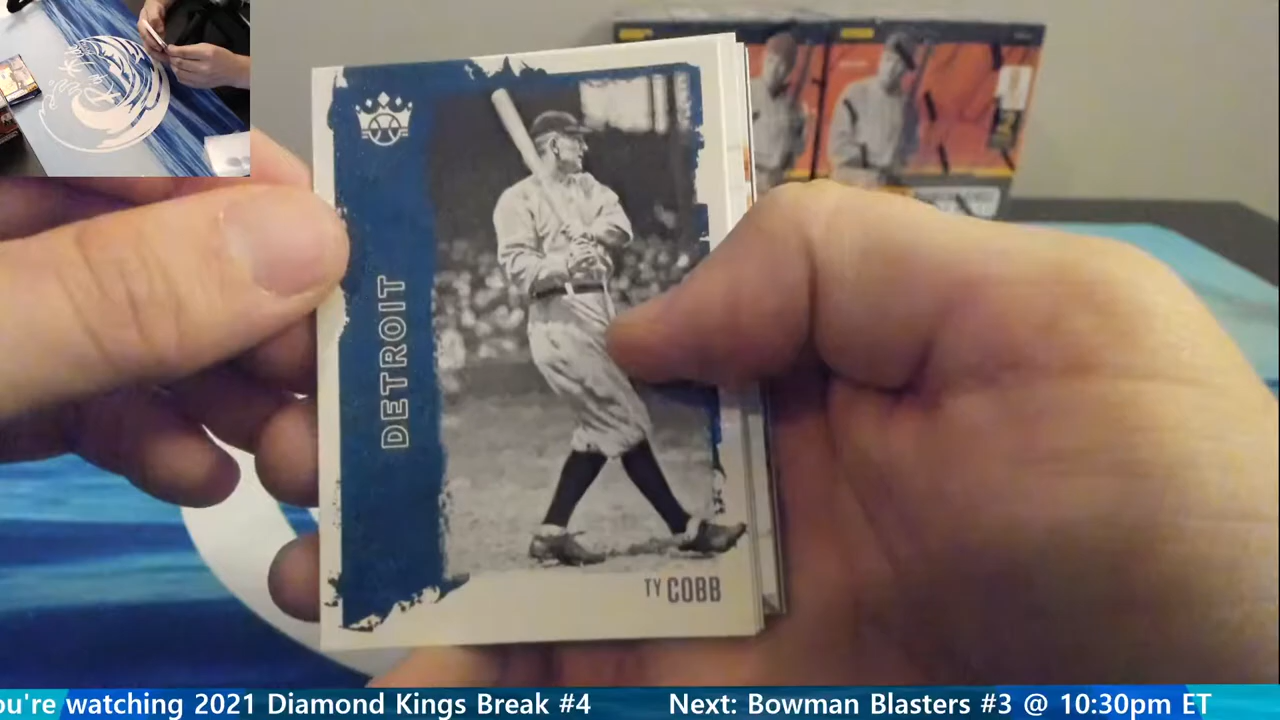 DETROIT
TY COBB
ou're watching 2021 Diamond Kings Break #4
Next: Bowman Blasters #3 @ 10:30pm ET